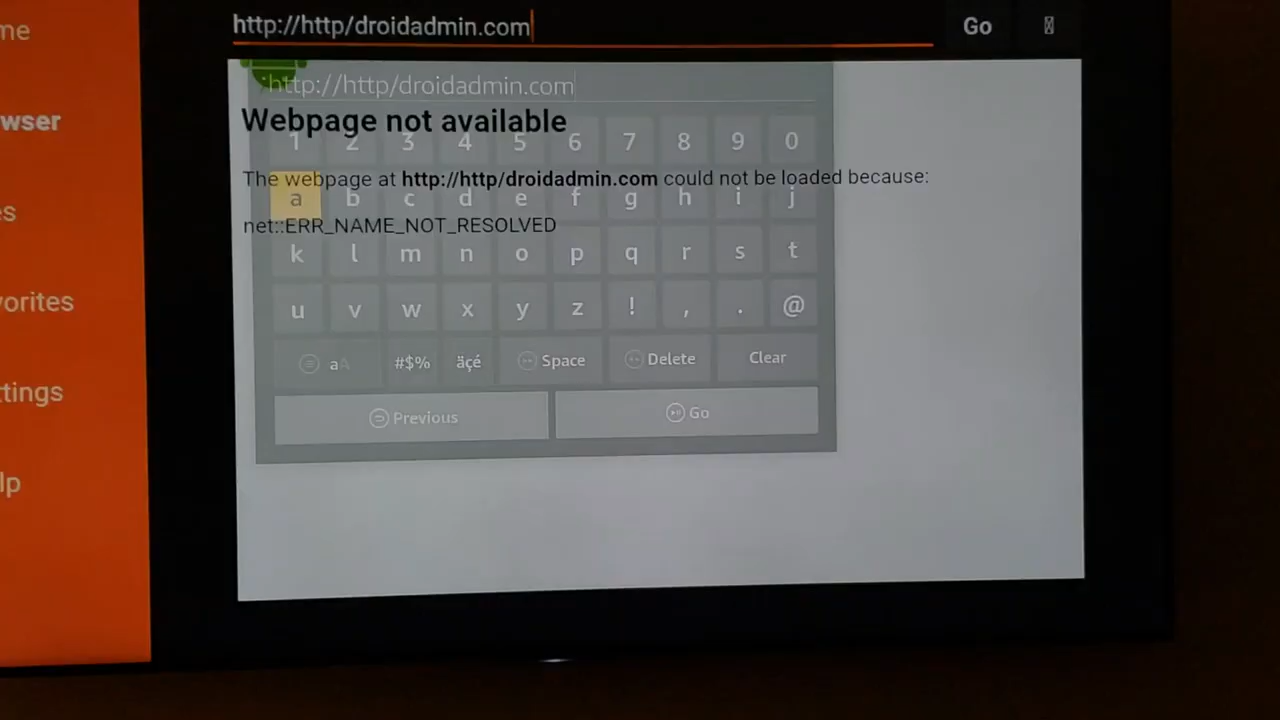 http://http/droidadmin.com
Go
me
wser
s
vorites
ttings
lp
http://http/droidadmin.com
Webpage not available
The webpage at http://http/droidadmin.com could not be loaded because:
net::ERR_NAME_NOT_RESOLVED
1 2 3 4 5 6 7 8 9 0
a b c d e f g h i j
k l m n o p q r s t
u v w x y z ! , . @
aA #$% äçé Space Delete Clear
Previous Go